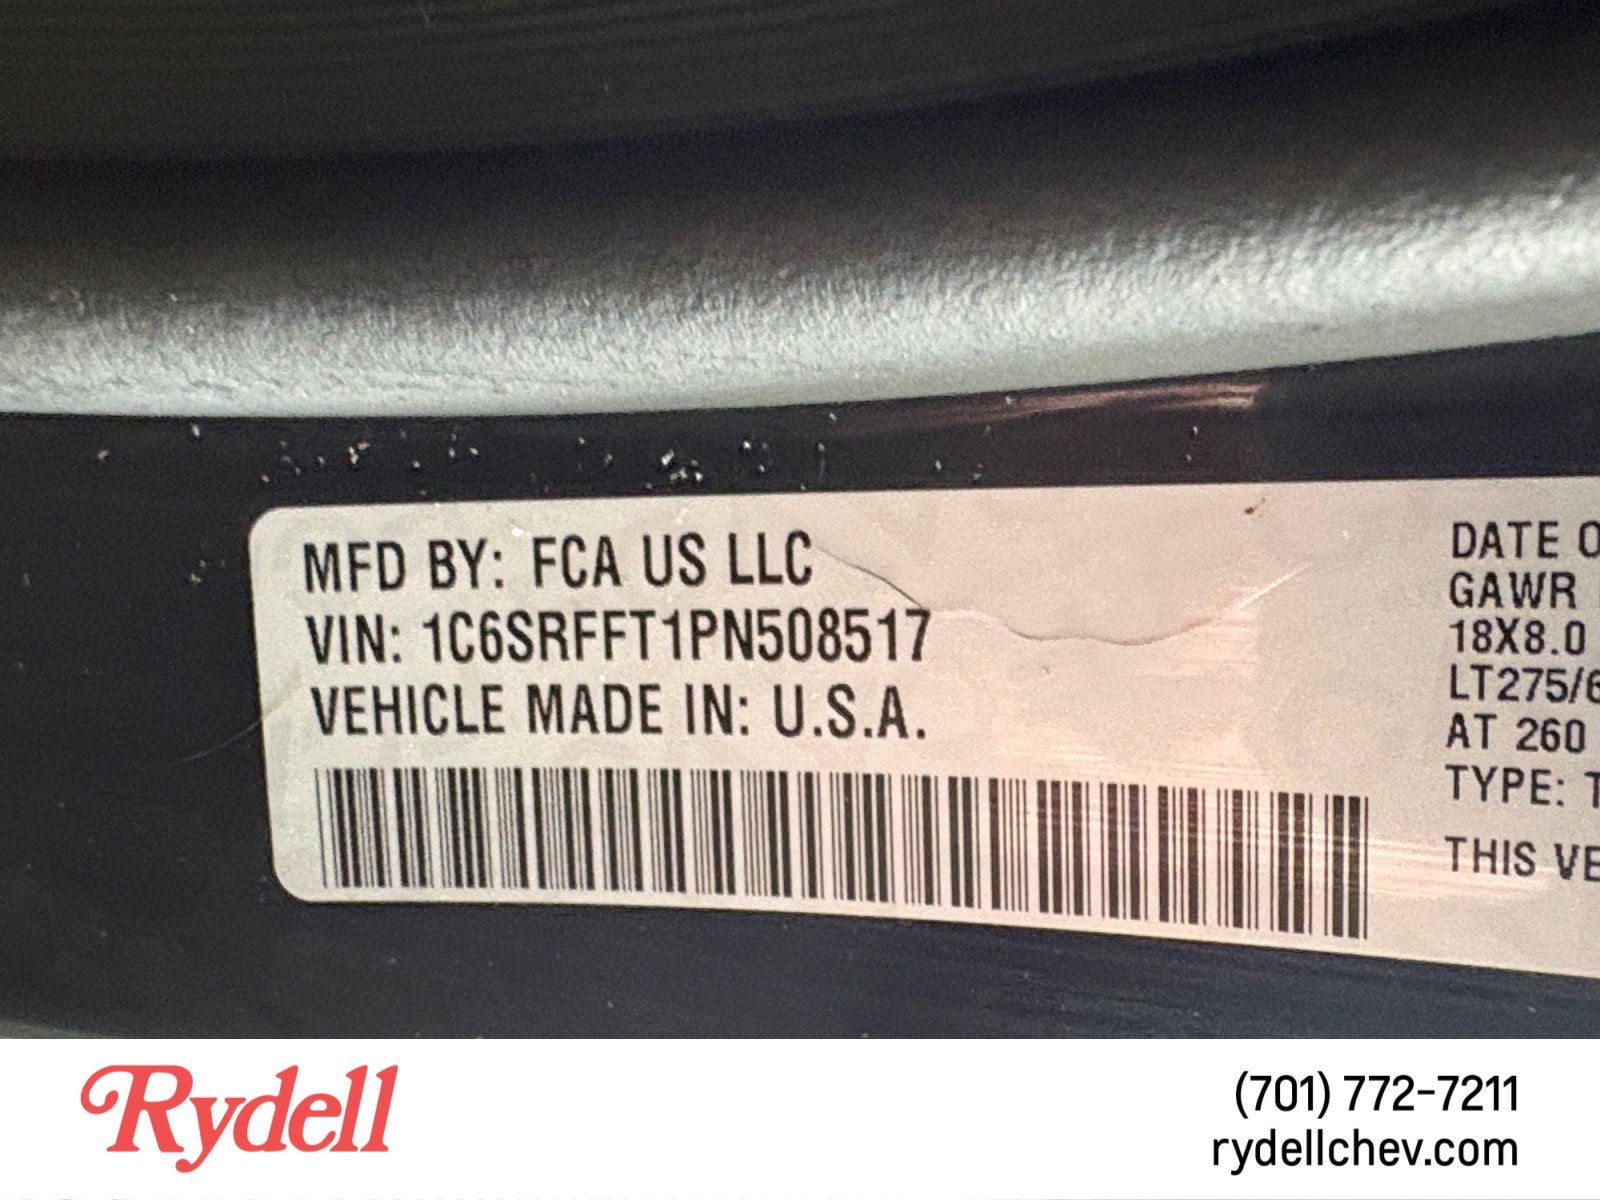 MFD BY: FCA US LLC
VIN: 1C6SRFFT1PN508517
VEHICLE MADE IN: U.S.A.
DATE O
GAWR
18X8.0
LT275/6
AT 260
TYPE: T
THIS VE
Rydell
(701) 772-7211
rydellchev.com